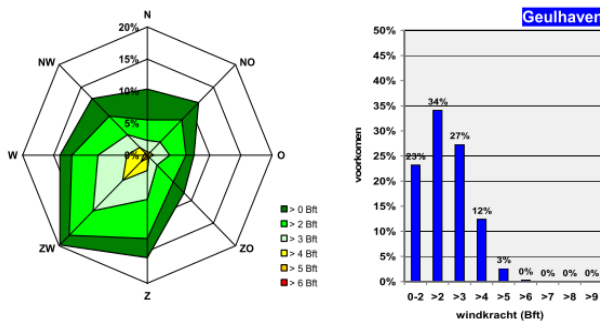 N
20%
NW
15%
NO
10%
5%
W
0%
O
ZW
ZO
Z
> 0 Bft
> 2 Bft
> 3 Bft
> 4 Bft
> 5 Bft
> 6 Bft
Geulhaven
50%
45%
40%
35%
30%
25%
20%
15%
10%
5%
0%
voorkomen
23%
34%
27%
12%
3%
0%
0%
0%
0%
0-2 >2 >3 >4 >5 >6 >7 >8 >9
windkracht (Bft)